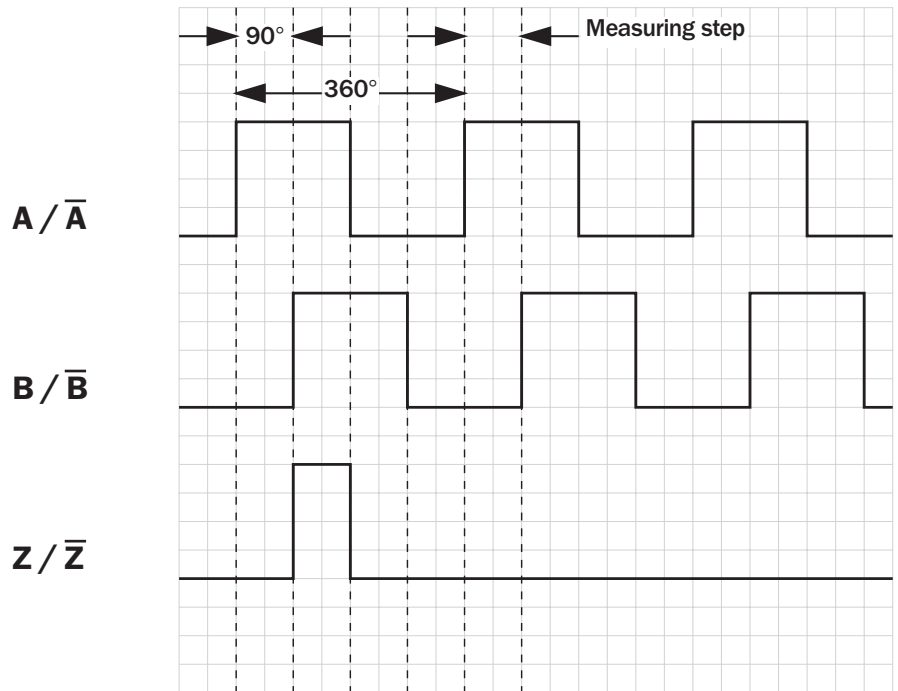 90°
Measuring step
360°
A / A̅
B / B̅
Z / Z̅